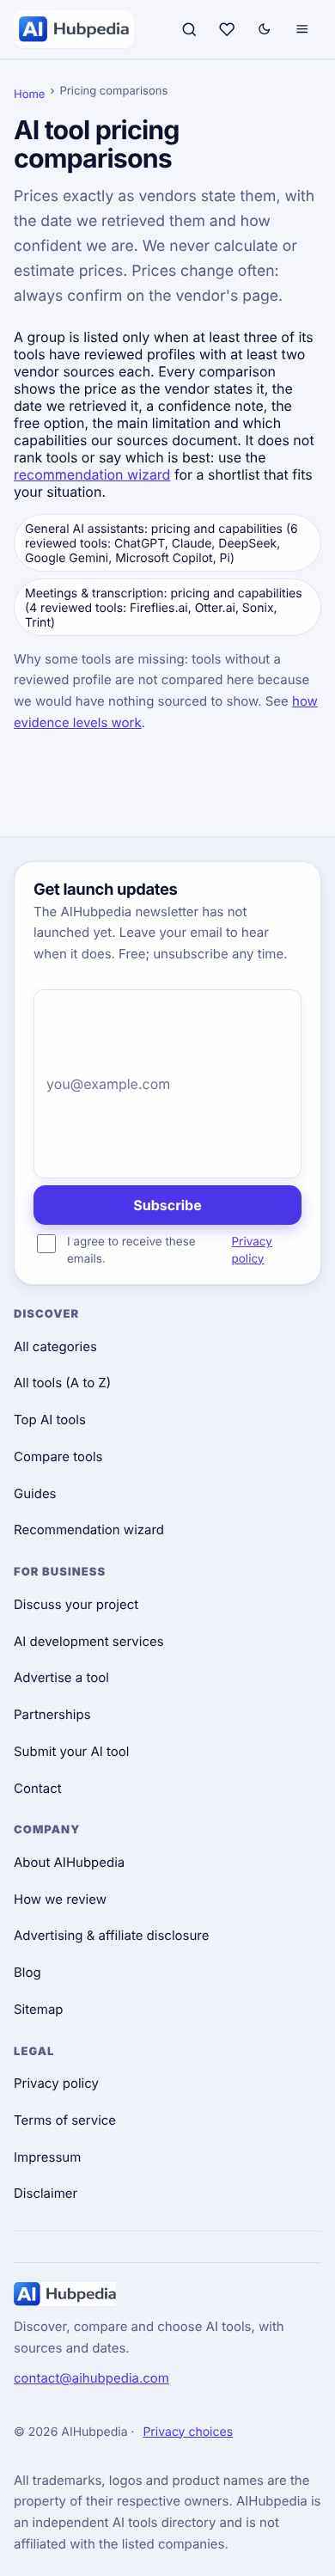 AI Hubpedia
Home › Pricing comparisons
AI tool pricing
comparisons
Prices exactly as vendors state them, with
the date we retrieved them and how
confident we are. We never calculate or
estimate prices. Prices change often:
always confirm on the vendor's page.
A group is listed only when at least three of its
tools have reviewed profiles with at least two
vendor sources each. Every comparison
shows the price as the vendor states it, the
date we retrieved it, a confidence note, the
free option, the main limitation and which
capabilities our sources document. It does not
rank tools or say which is best: use the
recommendation wizard for a shortlist that fits
your situation.
General AI assistants: pricing and capabilities (6
reviewed tools: ChatGPT, Claude, DeepSeek,
Google Gemini, Microsoft Copilot, Pi)
Meetings & transcription: pricing and capabilities
(4 reviewed tools: Fireflies.ai, Otter.ai, Sonix,
Trint)
Why some tools are missing: tools without a
reviewed profile are not compared here because
we would have nothing sourced to show. See how
evidence levels work.
Get launch updates
The AIHubpedia newsletter has not
launched yet. Leave your email to hear
when it does. Free; unsubscribe any time.
you@example.com
Subscribe
I agree to receive these
emails.
Privacy
policy
DISCOVER
All categories
All tools (A to Z)
Top AI tools
Compare tools
Guides
Recommendation wizard
FOR BUSINESS
Discuss your project
AI development services
Advertise a tool
Partnerships
Submit your AI tool
Contact
COMPANY
About AIHubpedia
How we review
Advertising & affiliate disclosure
Blog
Sitemap
LEGAL
Privacy policy
Terms of service
Impressum
Disclaimer
AI Hubpedia
Discover, compare and choose AI tools, with
sources and dates.
contact@aihubpedia.com
© 2026 AIHubpedia · Privacy choices
All trademarks, logos and product names are the
property of their respective owners. AIHubpedia is
an independent AI tools directory and is not
affiliated with the listed companies.